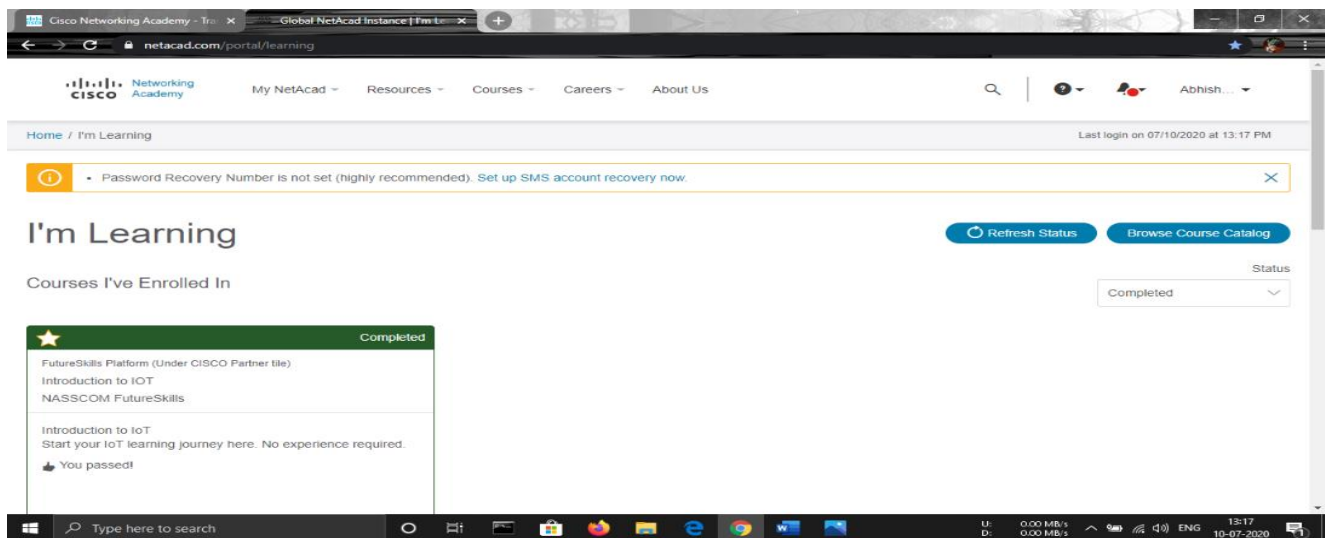 Cisco Networking Academy - Tra
Global NetAcad Instance | I'm Le
netacad.com/portal/learning
CISCO Networking Academy
My NetAcad Resources Courses Careers About Us Abhish...
Home / I'm Learning
Last login on 07/10/2020 at 13:17 PM
• Password Recovery Number is not set (highly recommended). Set up SMS account recovery now.
I'm Learning
Refresh Status
Browse Course Catalog
Courses I've Enrolled In
Status
Completed
Completed
FutureSkills Platform (Under CISCO Partner tile)
Introduction to IOT
NASSCOM FutureSkills
Introduction to IoT
Start your IoT learning journey here. No experience required.
You passed!
Type here to search
U: 0.00 MB/s
D: 0.00 MB/s
ENG
13:17
10-07-2020